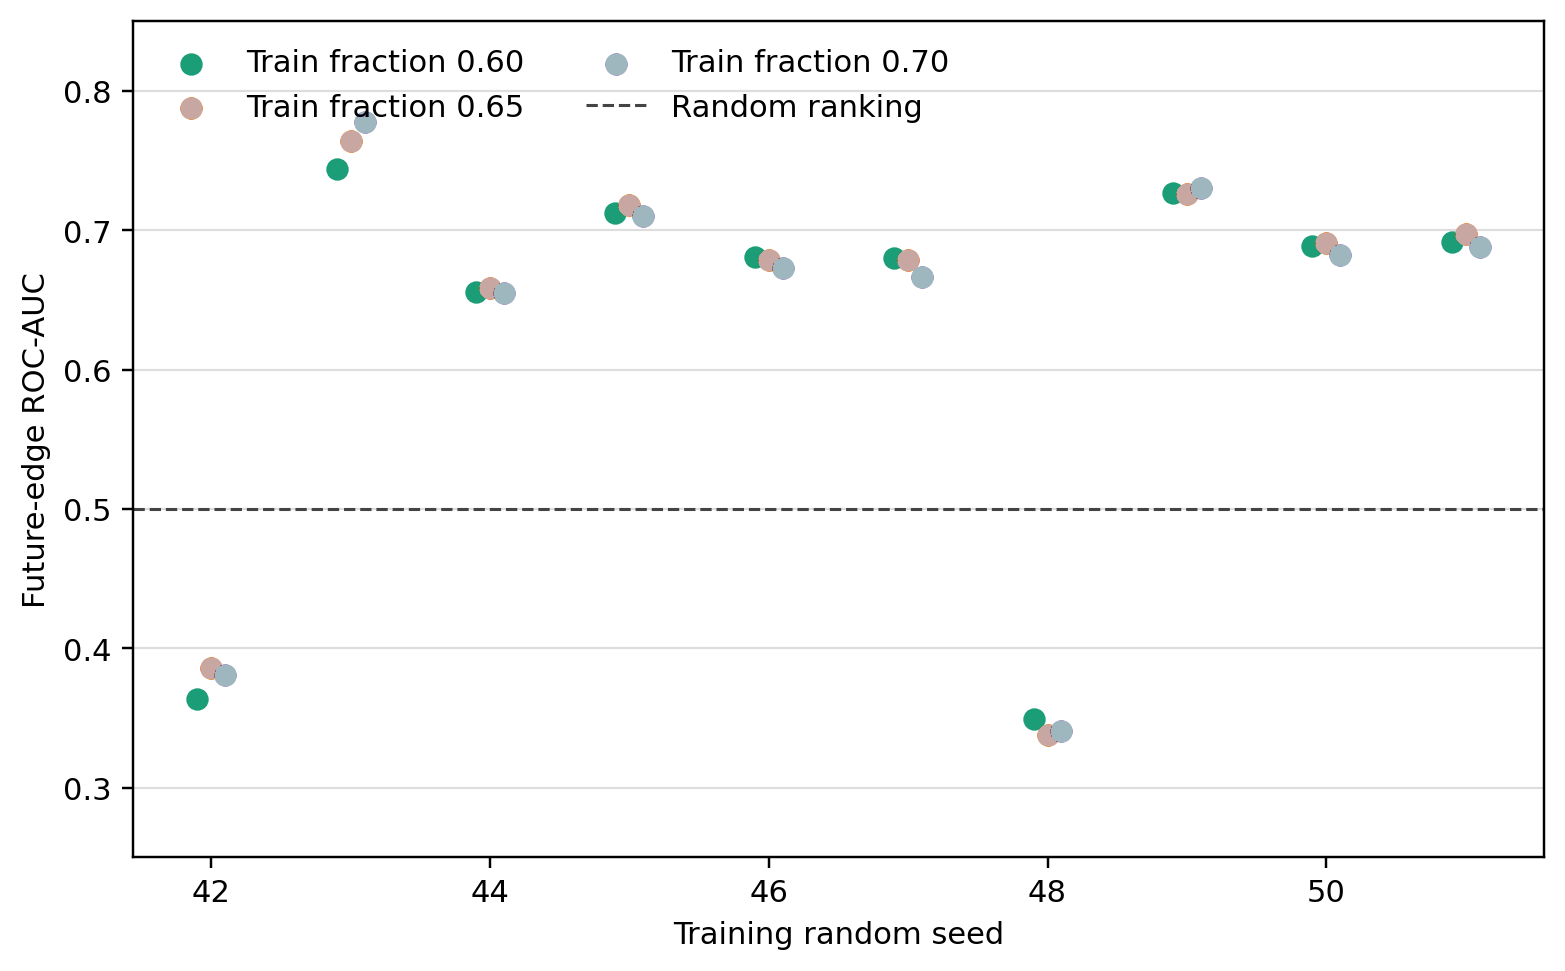 Train fraction 0.60
Train fraction 0.65
Train fraction 0.70
Random ranking
Future-edge ROC-AUC
0.8
0.7
0.6
0.5
0.4
0.3
42 44 46 48 50
Training random seed